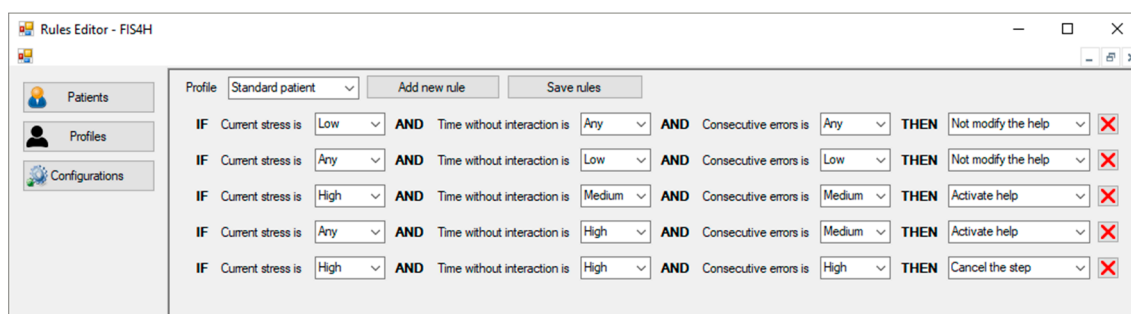 Rules Editor - FIS4H
Patients
Profiles
Configurations
Profile Standard patient Add new rule Save rules
IF Current stress is Low AND Time without interaction is Any AND Consecutive errors is Any THEN Not modify the help
IF Current stress is Any AND Time without interaction is Low AND Consecutive errors is Low THEN Not modify the help
IF Current stress is High AND Time without interaction is Medium AND Consecutive errors is Medium THEN Activate help
IF Current stress is Any AND Time without interaction is High AND Consecutive errors is Medium THEN Activate help
IF Current stress is High AND Time without interaction is High AND Consecutive errors is High THEN Cancel the step